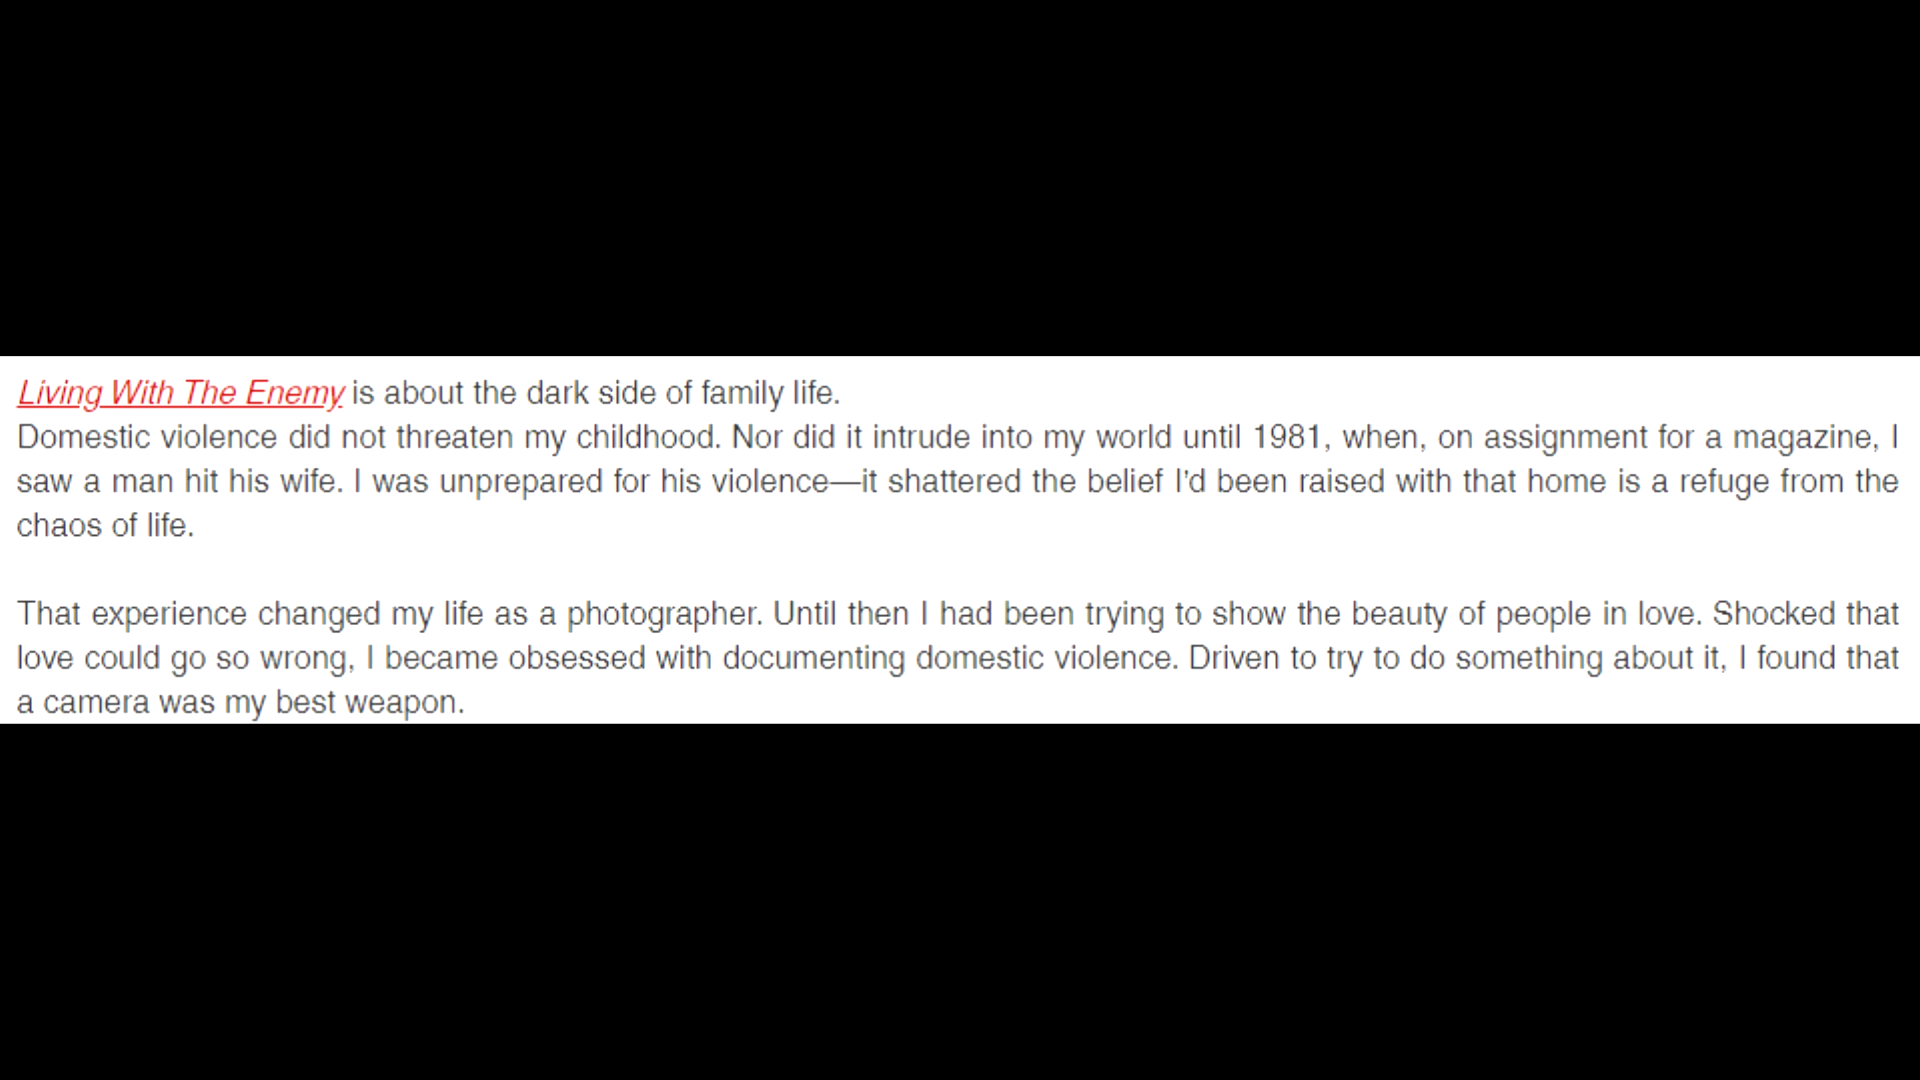 Living With The Enemy is about the dark side of family life.
Domestic violence did not threaten my childhood. Nor did it intrude into my world until 1981, when, on assignment for a magazine, I
saw a man hit his wife. I was unprepared for his violence—it shattered the belief I'd been raised with that home is a refuge from the
chaos of life.
That experience changed my life as a photographer. Until then I had been trying to show the beauty of people in love. Shocked that
love could go so wrong, I became obsessed with documenting domestic violence. Driven to try to do something about it, I found that
a camera was my best weapon.